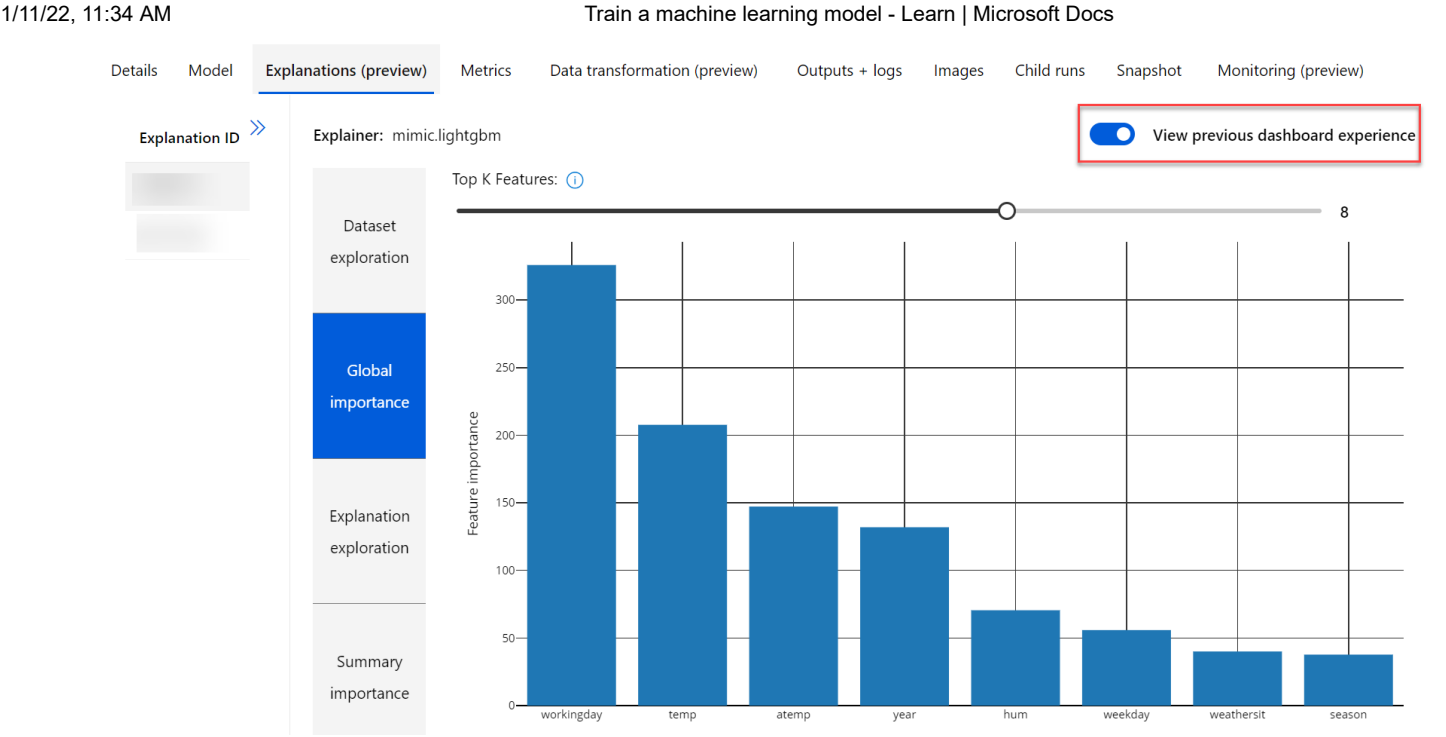 1/11/22, 11:34 AM
Train a machine learning model - Learn | Microsoft Docs
Details
Model
Explanations (preview)
Metrics
Data transformation (preview)
Outputs + logs
Images
Child runs
Snapshot
Monitoring (preview)
Explanation ID
Explainer: mimic.lightgbm
View previous dashboard experience
Top K Features:
8
Dataset
exploration
Global
importance
Explanation
exploration
Summary
importance
Feature importance
300
250
200
150
100
50
0
workingday
temp
atemp
year
hum
weekday
weathersit
season